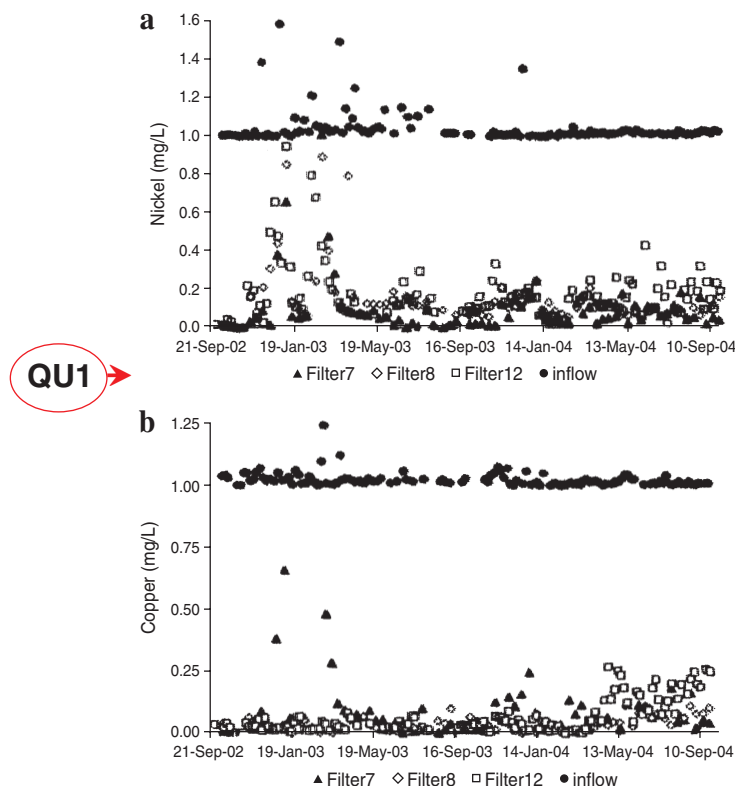 a
Nickel (mg/L)
1.6
1.4
1.2
1.0
0.8
0.6
0.4
0.2
0.0
21-Sep-02 19-Jan-03 19-May-03 16-Sep-03 14-Jan-04 13-May-04 10-Sep-04
▲ Filter7 ◇ Filter8 □ Filter12 ● inflow
QU1
b
Copper (mg/L)
1.25
1.00
0.75
0.50
0.25
0.00
21-Sep-02 19-Jan-03 19-May-03 16-Sep-03 14-Jan-04 13-May-04 10-Sep-04
▲ Filter7 ◇ Filter8 □ Filter12 ● inflow